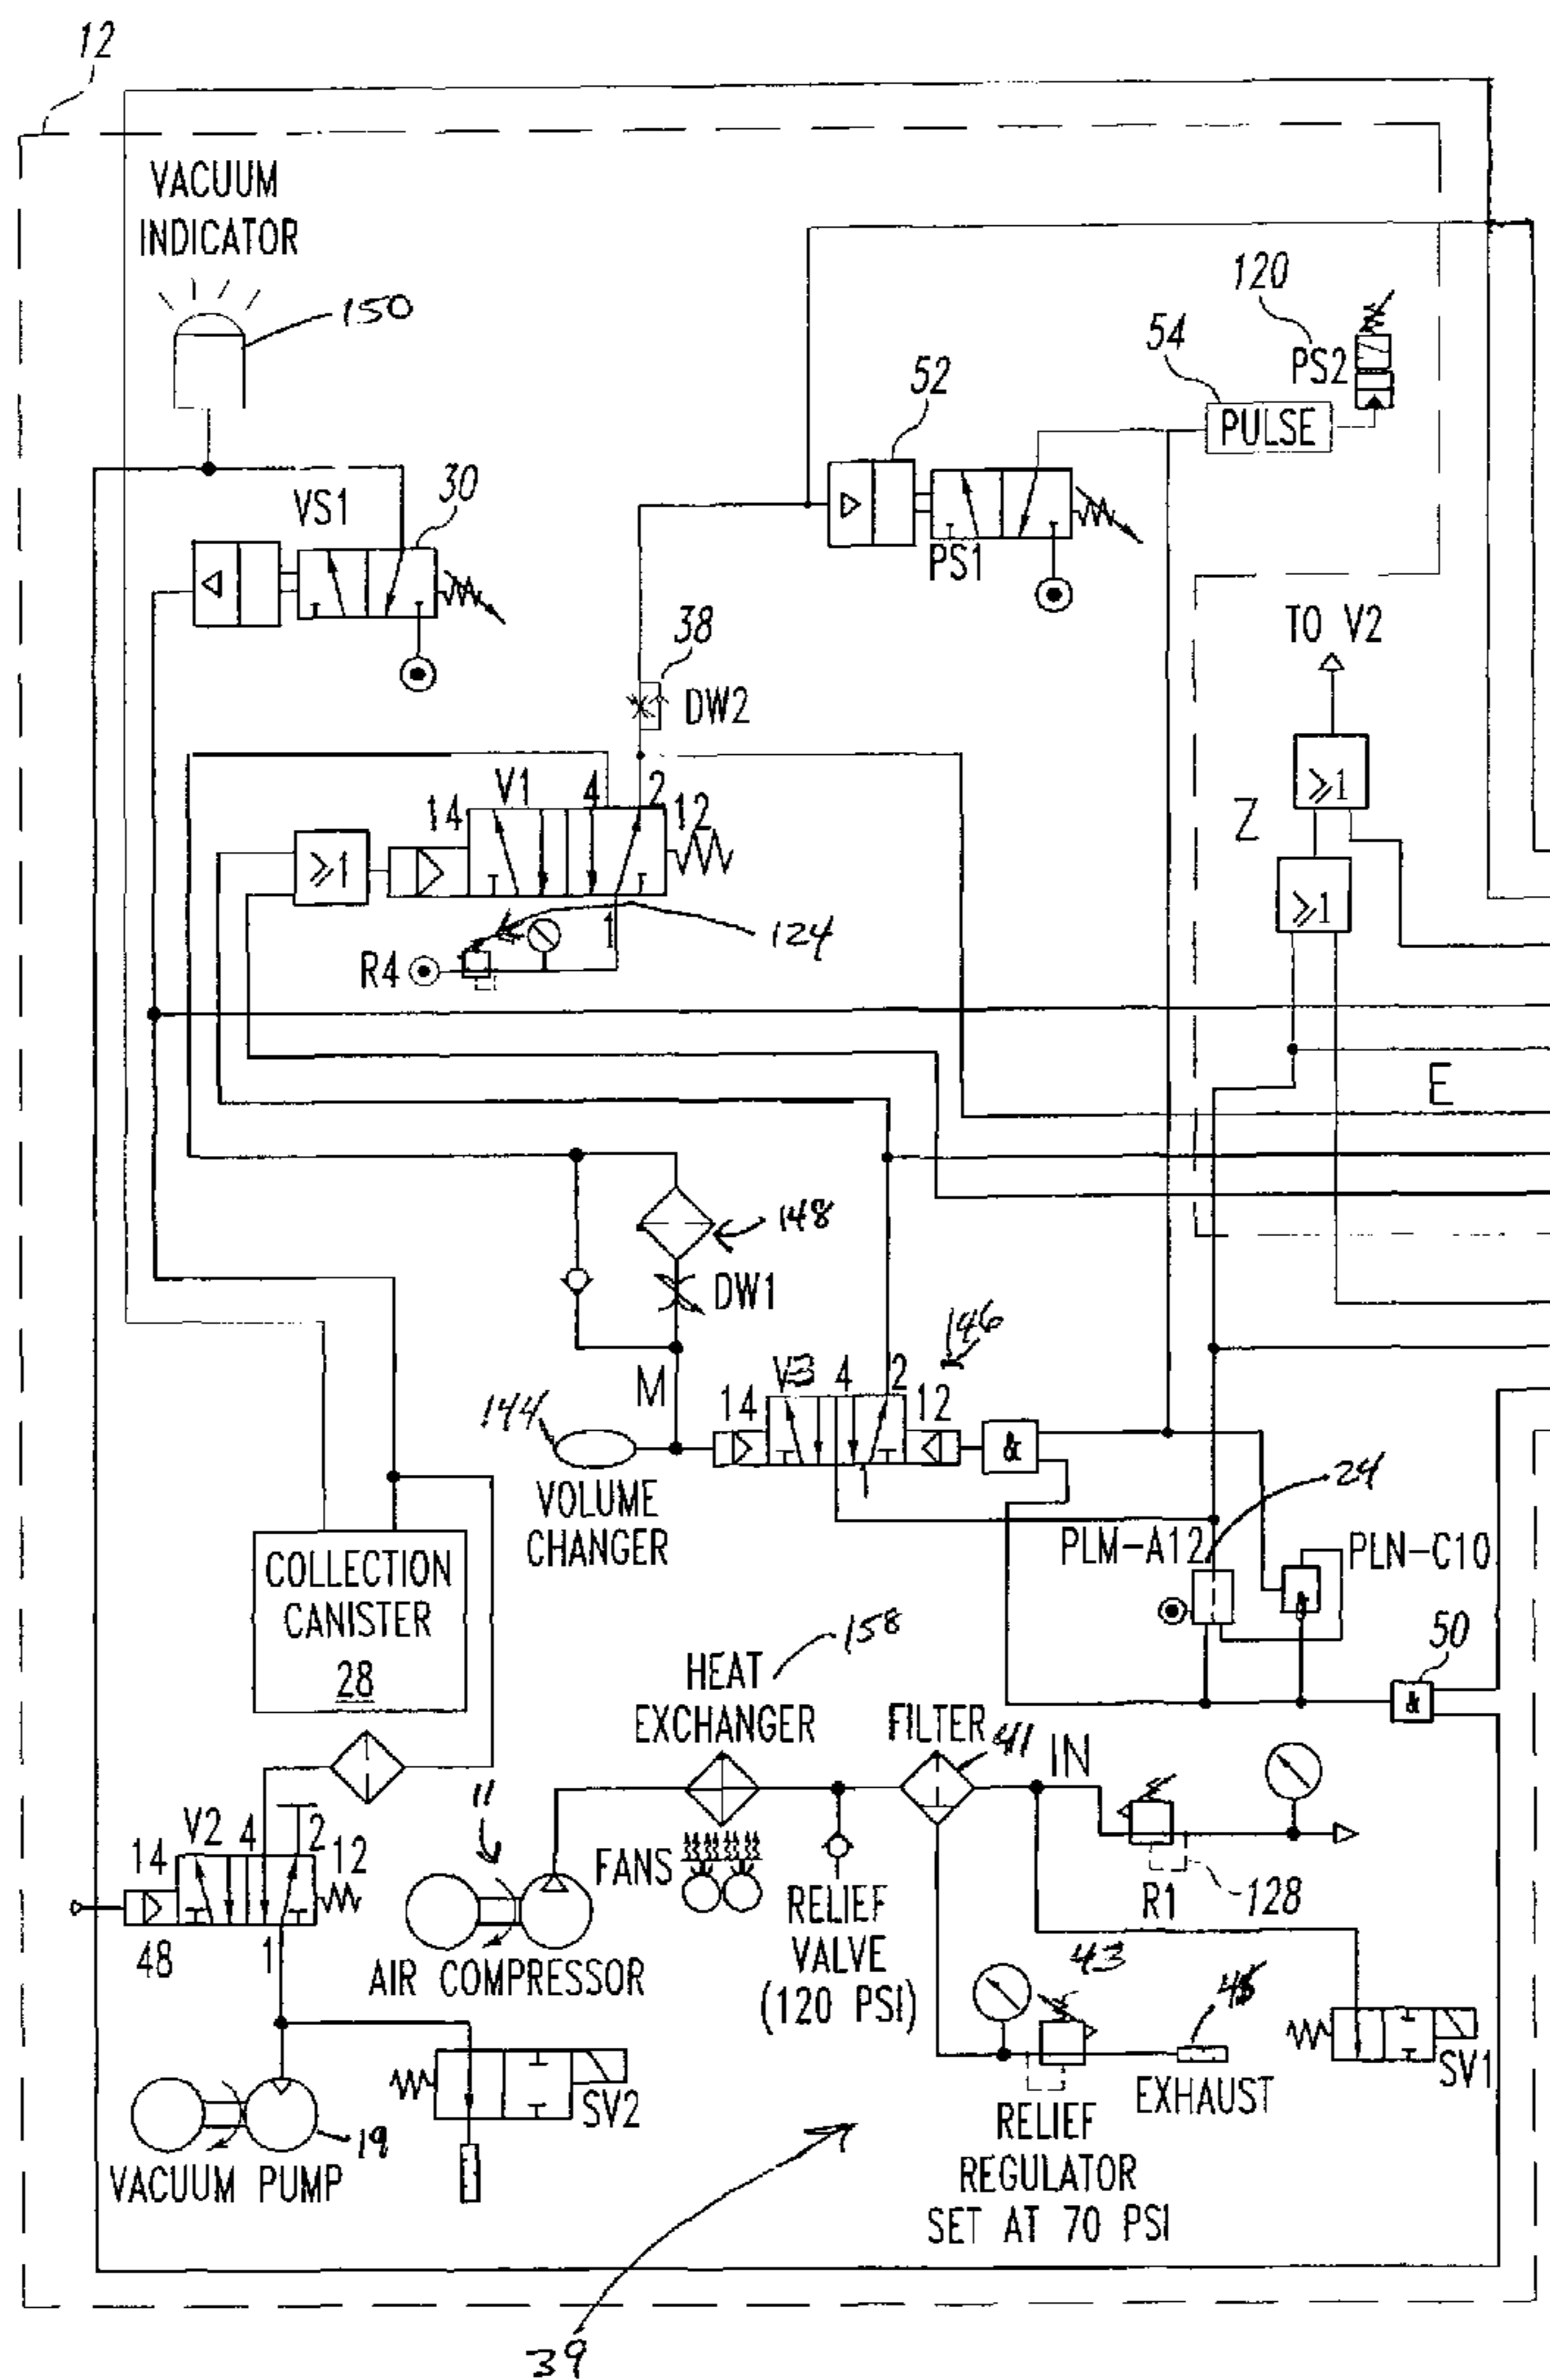 12
VACUUM
INDICATOR
150
120
54
PS2
52
PULSE
VS1
30
PS1
TO V2
38
DW2
V1
4
2
14
12
≥1
≥1
Z
≥1
1
124
R4
E
148
DW1
146
M
V3
4
2
144
14
12
&
1
VOLUME
CHANGER
24
PLM-A12
PLN-C10
COLLECTION
CANISTER
28
158
50
HEAT
EXCHANGER
FILTER
41
IN
&
11
V2
4
2
14
12
FANS
RELIEF
VALVE
(120 PSI)
R1
128
48
1
AIR COMPRESSOR
43
45
SV1
SV2
EXHAUST
19
RELIEF
REGULATOR
SET AT 70 PSI
VACUUM PUMP
39